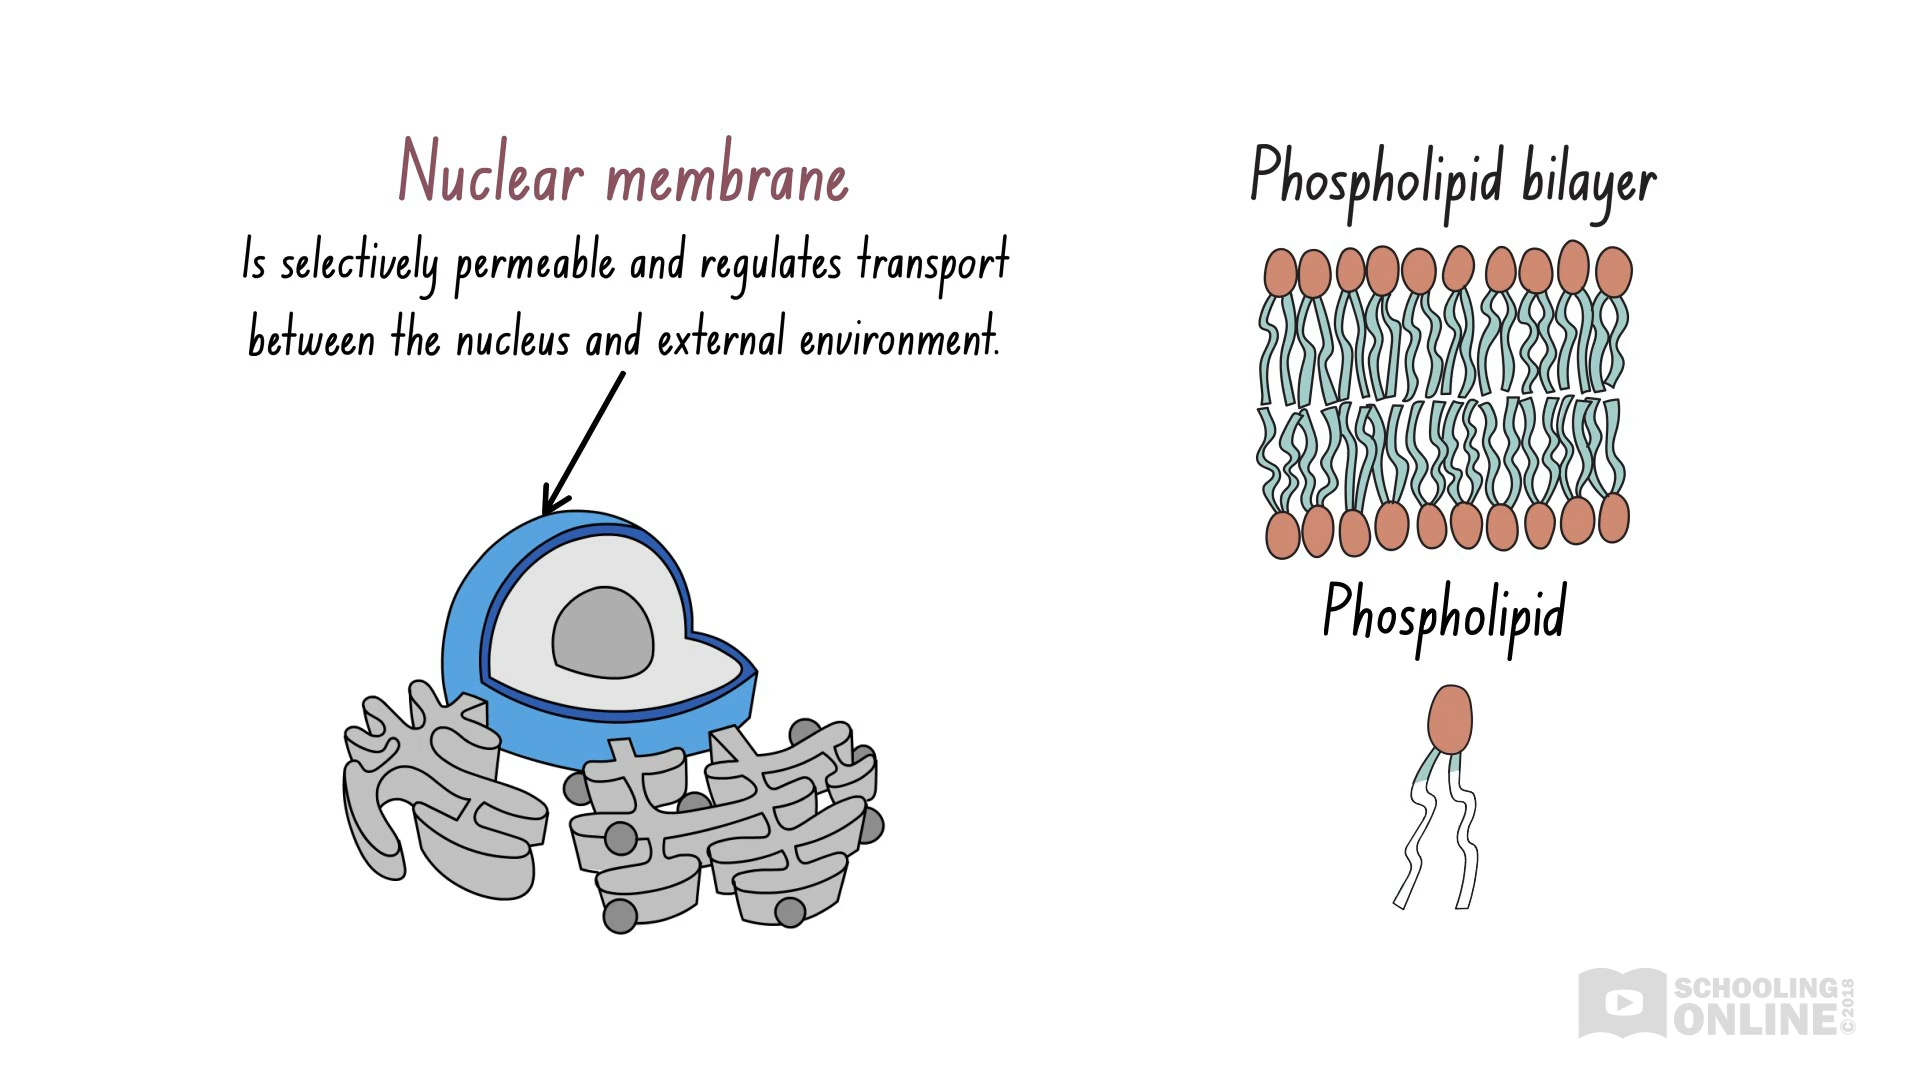 Nuclear membrane
Is selectively permeable and regulates transport
between the nucleus and external environment.
Phospholipid bilayer
Phospholipid
SCHOOLING
ONLINE
©2018